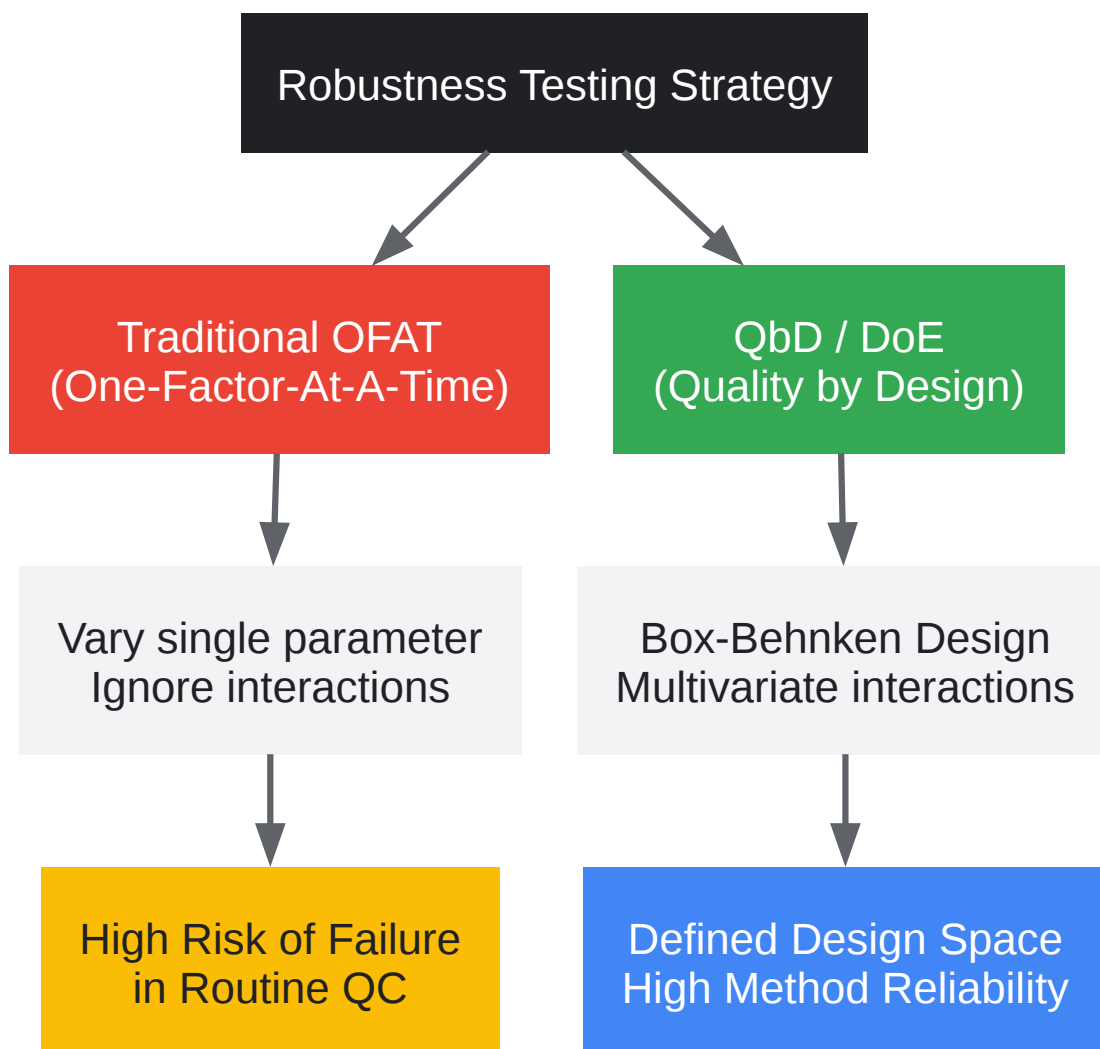 Robustness Testing Strategy
Traditional OFAT
(One-Factor-At-A-Time)
QbD / DoE
(Quality by Design)
Vary single parameter
Ignore interactions
Box-Behnken Design
Multivariate interactions
High Risk of Failure
in Routine QC
Defined Design Space
High Method Reliability